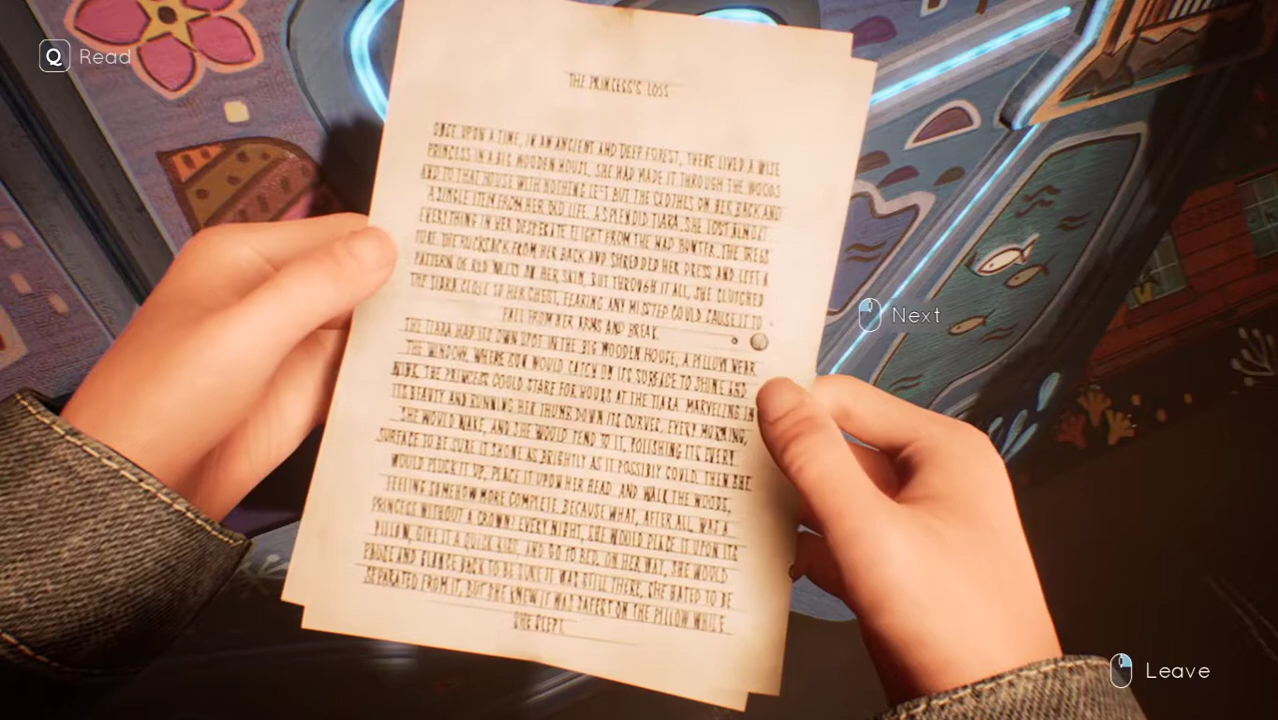 Q Read
THE PRINCESS'S LOSS
ONCE UPON A TIME, IN AN ANCIENT AND DEEP FOREST, THERE LIVED A WISE
PRINCESS IN A BIG WOODEN HOUSE. SHE HAD MADE IT THROUGH THE WOODS
AND TO THAT HOUSE WITH NOTHING LEFT BUT THE CLOTHES ON HER BACK AND
A SINGLE ITEM FROM HER OLD LIFE, A SPLENDID TIARA. SHE LOST ALMOST
EVERYTHING IN HER DESPERATE FLIGHT FROM THE MAD HUNTER. THE TREES
TORE THE RUCKSACK FROM HER BACK AND SHREDDED HER DRESS AND LEFT A
PATTERN OF RED WELTS ON HER SKIN, BUT THROUGH IT ALL, SHE CLUTCHED
THE TIARA CLOSE TO HER CHEST, FEARING ANY MISSTEP COULD CAUSE IT TO
FALL FROM HER ARMS AND BREAK.
THE TIARA HAD ITS OWN SPOT IN THE BIG WOODEN HOUSE, A PILLOW NEAR
THE WINDOW, WHERE SUN WOULD CATCH ON ITS SURFACE TO SHINE AND
WINK. THE PRINCESS COULD STARE FOR HOURS AT THE TIARA, MARVELING IN
ITS BEAUTY AND RUNNING HER THUMB DOWN ITS CURVES. EVERY MORNING,
SHE WOULD WAKE, AND SHE WOULD TEND TO IT, POLISHING ITS EVERY
SURFACE TO BE SURE IT SHONE AS BRIGHTLY AS IT POSSIBLY COULD. THEN SHE
WOULD PLUCK IT UP, PLACE IT UPON HER HEAD AND WALK THE WOODS,
FEELING SOMEHOW MORE COMPLETE. BECAUSE WHAT, AFTER ALL, WAS A
PRINCESS WITHOUT A CROWN? EVERY NIGHT, SHE WOULD PLACE IT UPON ITS
PILLOW, GIVE IT A QUICK KISS, AND GO TO BED. ON HER WAY, SHE WOULD
PAUSE AND GLANCE BACK TO BE SURE IT WAS STILL THERE. SHE HATED TO BE
SEPARATED FROM IT, BUT SHE KNEW IT WAS SAFEST ON THE PILLOW WHILE
SHE SLEPT.
Next
Leave